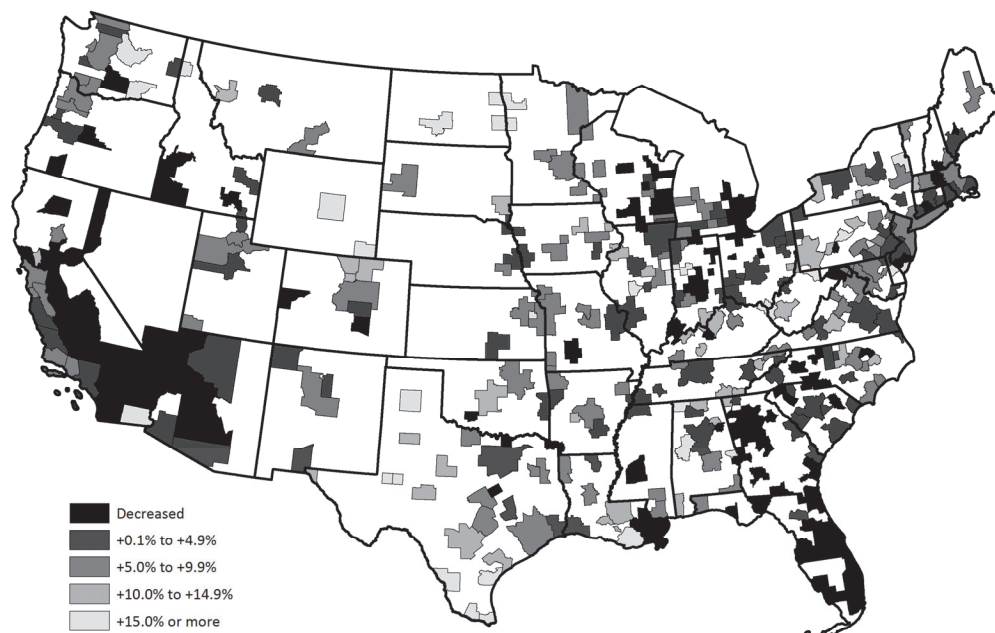 Decreased
+0.1% to +4.9%
+5.0% to +9.9%
+10.0% to +14.9%
+15.0% or more